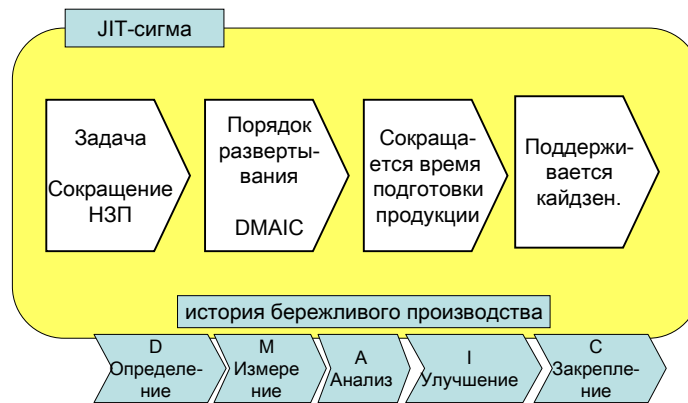 JIT-сигма
Задача
Сокращение
НЗП
Порядок
разверты-
вания
DMAIC
Сокраща-
ется время
подготовки
продукции
Поддержи-
вается
кайдзен.
история бережливого производства
D
Определе-
ние
M
Измере
ние
A
Анализ
I
Улучшение
C
Закрепле-
ние